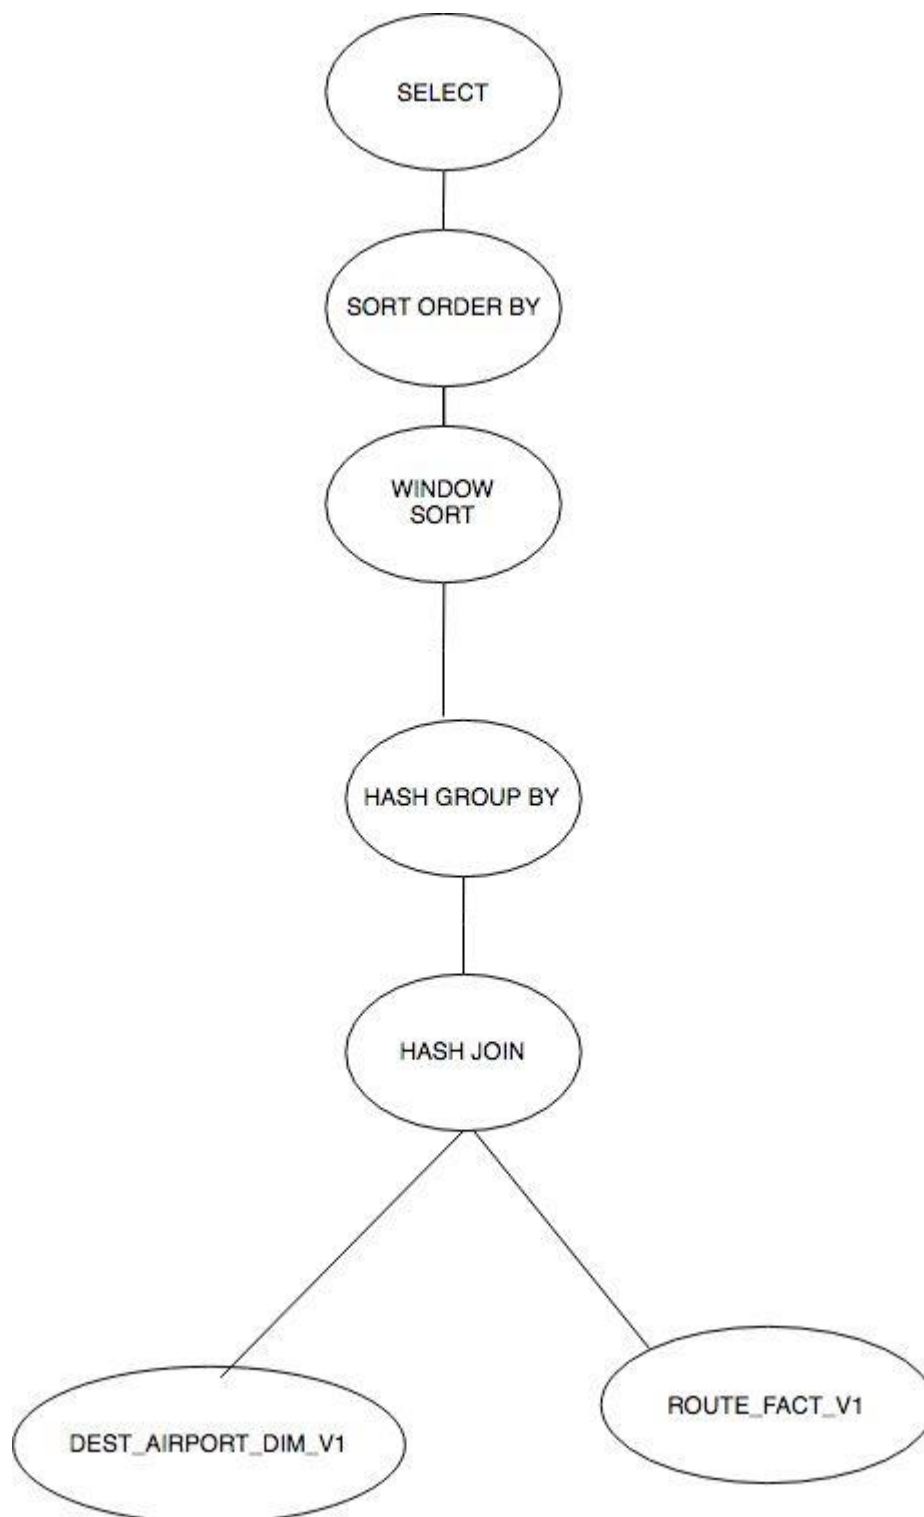 SELECT
SORT ORDER BY
WINDOW
SORT
HASH GROUP BY
HASH JOIN
ROUTE_FACT_V1
DEST_AIRPORT_DIM_V1